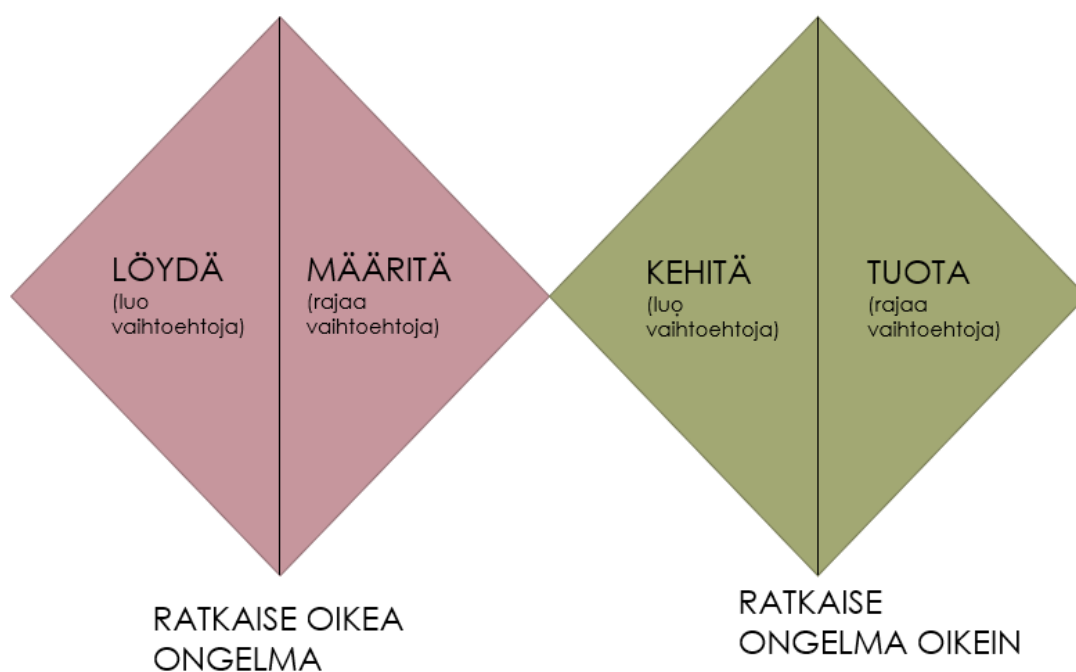 LÖYDÄ
(luo
vaihtoehtoja)
MÄÄRITÄ
(rajaa
vaihtoehtoja)
KEHITÄ
(luo
vaihtoehtoja)
TUOTA
(rajaa
vaihtoehtoja)
RATKAISE OIKEA
ONGELMA
RATKAISE
ONGELMA OIKEIN